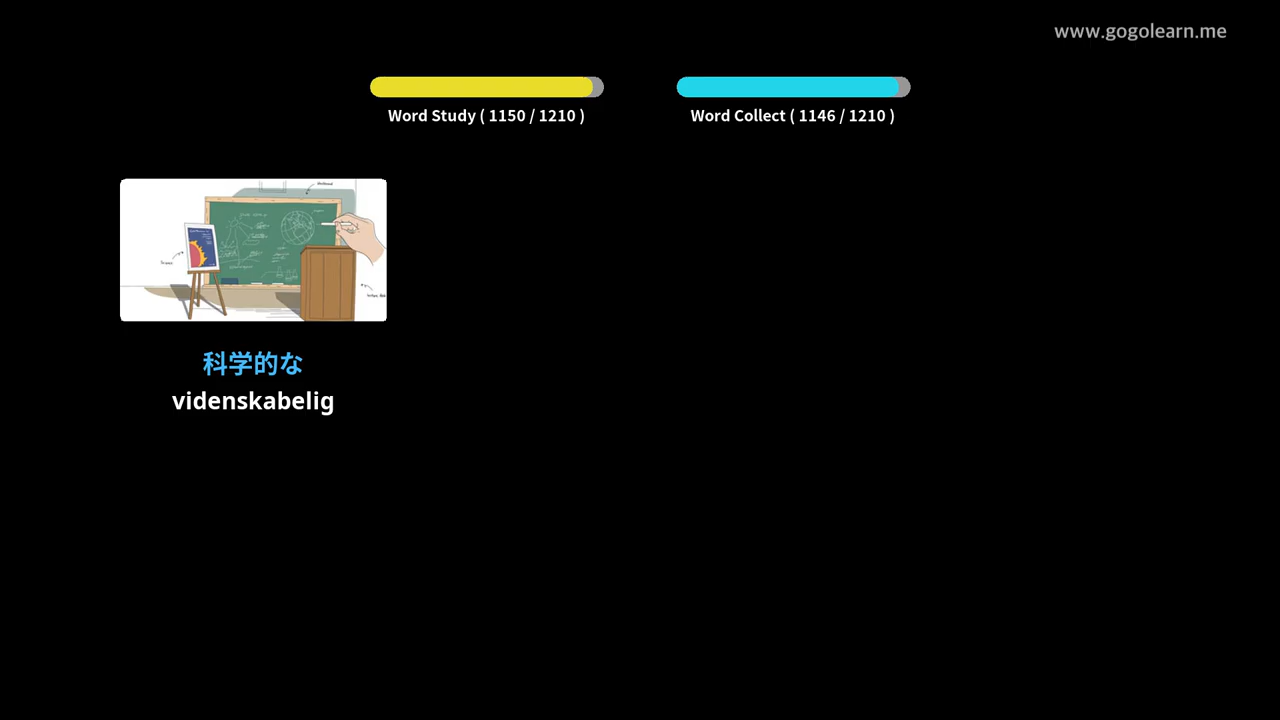 www.gogolearn.me
Word Study ( 1150 / 1210 )
Word Collect ( 1146 / 1210 )
科学的な
videnskabelig